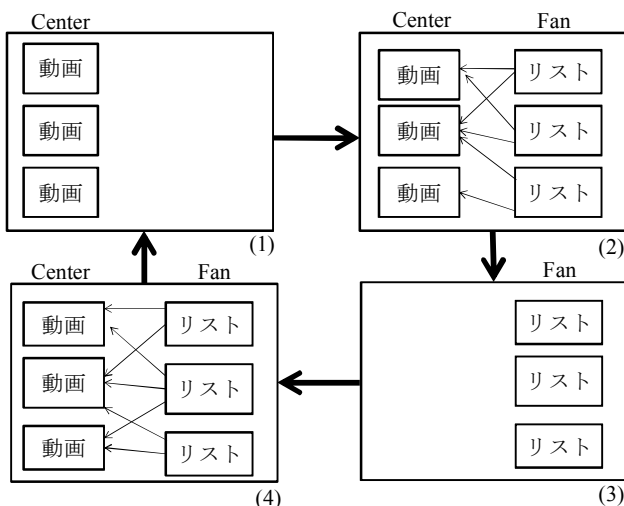 Center
動画
動画
動画
(1)
Center Fan
動画 リスト
動画 リスト
動画 リスト
(2)
Center Fan
動画 リスト
動画 リスト
動画 リスト
(4)
Fan
リスト
リスト
リスト
(3)